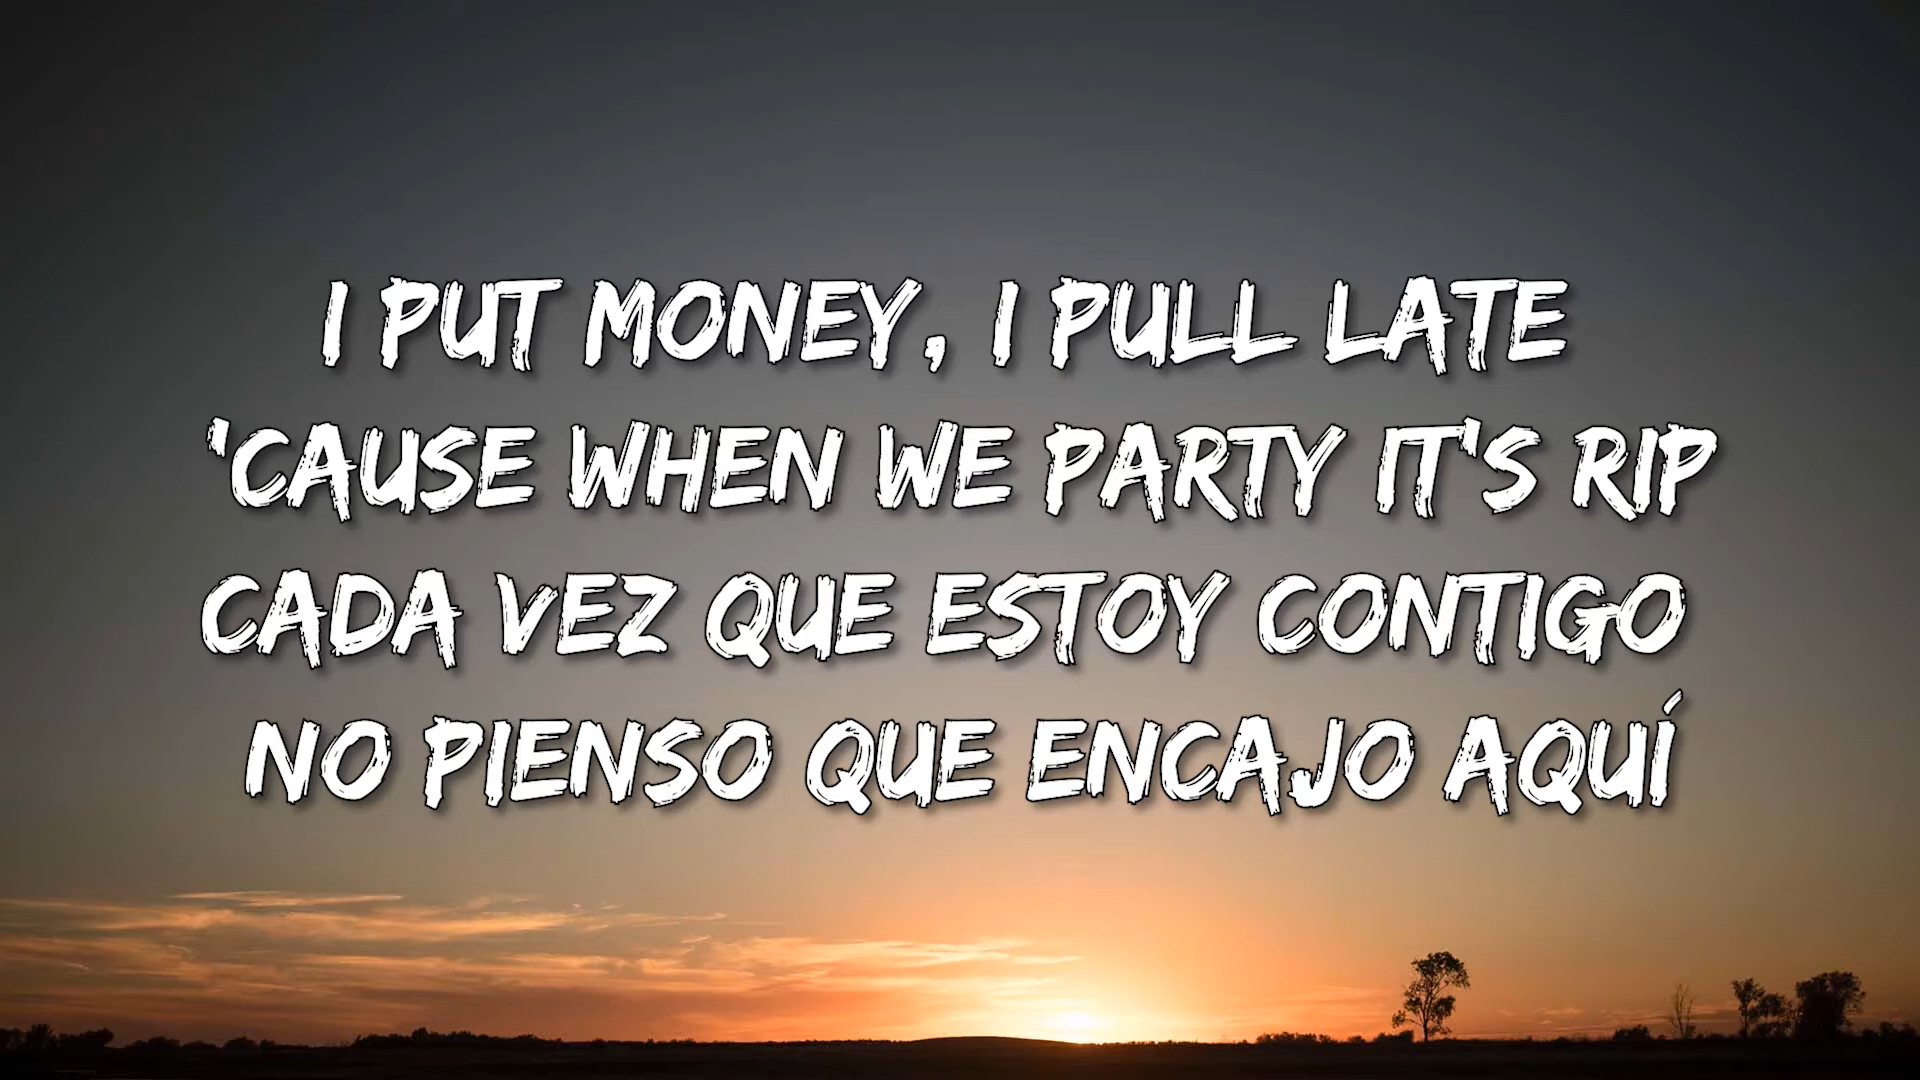 I PUT MONEY, I PULL LATE
'CAUSE WHEN WE PARTY IT'S RIP
CADA VEZ QUE ESTOY CONTIGO
NO PIENSO QUE ENCAJO AQUÍ